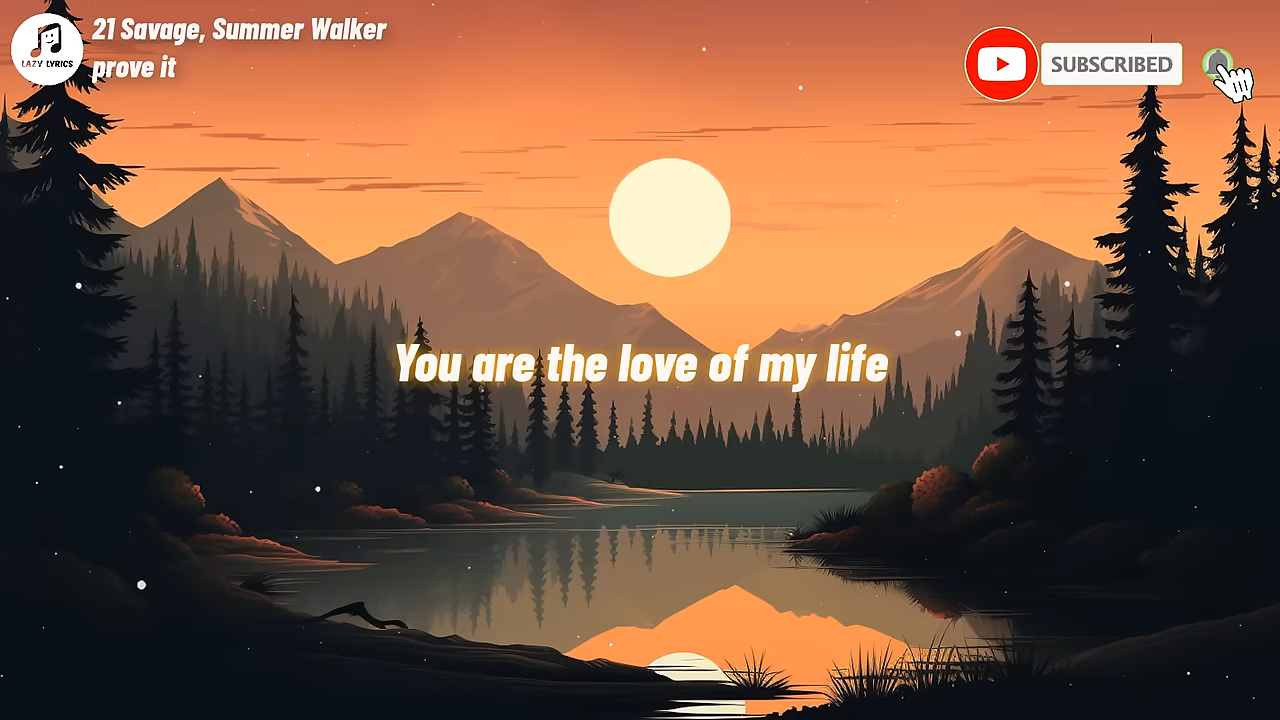 21 Savage, Summer Walker
prove it
LAZY LYRICS
SUBSCRIBED
You are the love of my life